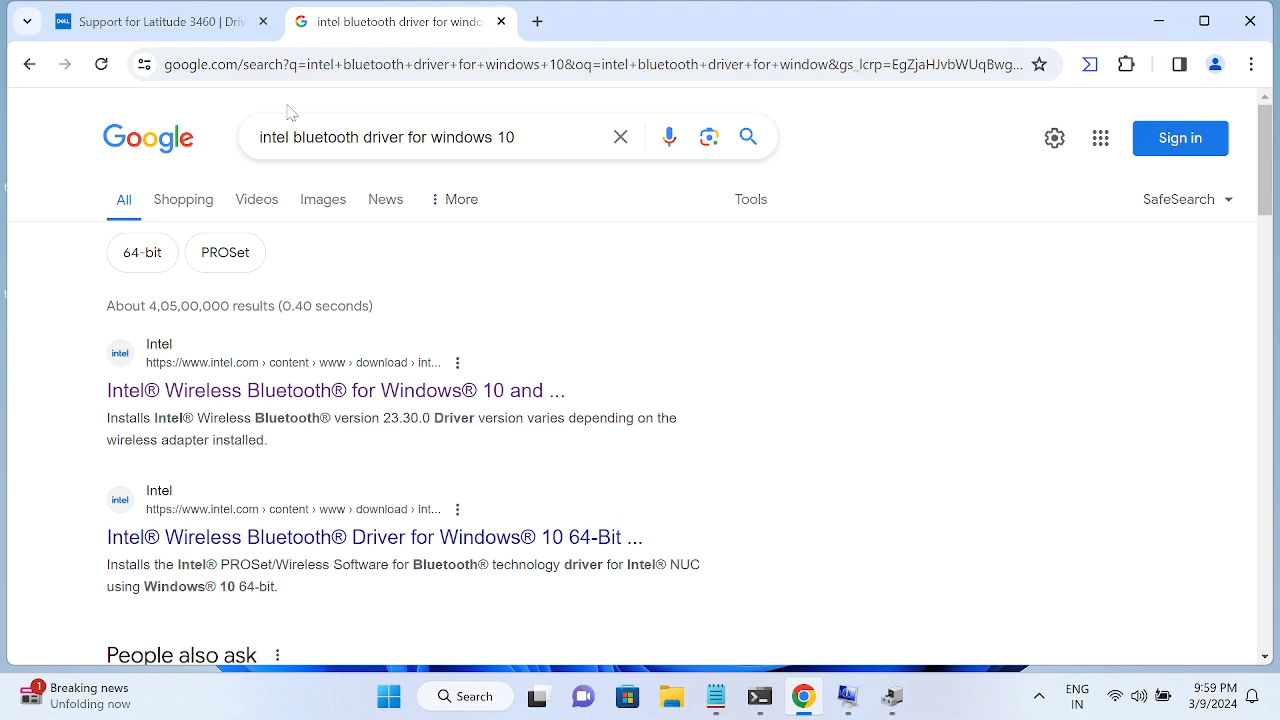 DELL Support for Latitude 3460 | Driv
G intel bluetooth driver for windo
google.com/search?q=intel+bluetooth+driver+for+windows+10&oq=intel+bluetooth+driver+for+window&gs_lcrp=EgZjaHJvbWUqBwg...
Google
intel bluetooth driver for windows 10
Sign in
All Shopping Videos Images News More Tools SafeSearch
64-bit PROSet
About 4,05,00,000 results (0.40 seconds)
intel
Intel
https://www.intel.com › content › www › download › int...
Intel® Wireless Bluetooth® for Windows® 10 and ...
Installs Intel® Wireless Bluetooth® version 23.30.0 Driver version varies depending on the
wireless adapter installed.
intel
Intel
https://www.intel.com › content › www › download › int...
Intel® Wireless Bluetooth® Driver for Windows® 10 64-Bit ...
Installs the Intel® PROSet/Wireless Software for Bluetooth® technology driver for Intel® NUC
using Windows® 10 64-bit.
People also ask
1
Breaking news
Unfolding now
Search
ENG
IN
9:59 PM
3/9/2024